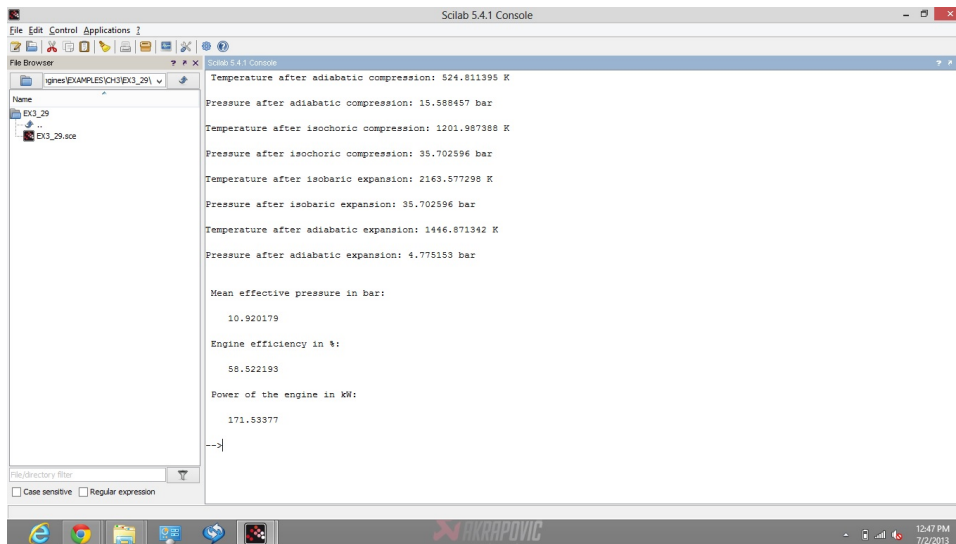 Scilab 5.4.1 Console
File Edit Control Applications ?
File Browser
Scilab 5.4.1 Console
igines\EXAMPLES\CH3\EX3_29\
Name
EX3_29
..
EX3_29.sce
File/directory filter
Case sensitive Regular expression
Temperature after adiabatic compression: 524.811395 K
Pressure after adiabatic compression: 15.588457 bar
Temperature after isochoric compression: 1201.987388 K
Pressure after isochoric compression: 35.702596 bar
Temperature after isobaric expansion: 2163.577298 K
Pressure after isobaric expansion: 35.702596 bar
Temperature after adiabatic expansion: 1446.871342 K
Pressure after adiabatic expansion: 4.775153 bar
Mean effective pressure in bar:
10.920179
Engine efficiency in %:
58.522193
Power of the engine in kW:
171.53377
-->
AKRAPOVIC
12:47 PM
7/2/2013